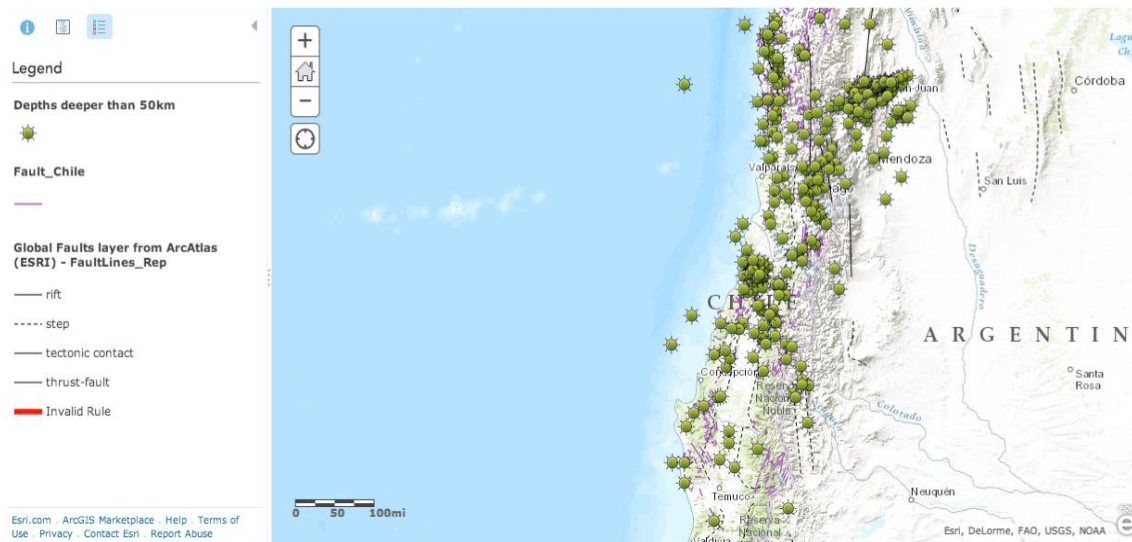 Legend
Depths deeper than 50km
Fault_Chile
Global Faults layer from ArcAtlas
(ESRI) - FaultLines_Rep
rift
step
tectonic contact
thrust-fault
Invalid Rule
Esri.com . ArcGIS Marketplace . Help . Terms of
Use . Privacy . Contact Esri . Report Abuse
Córdoba
Mendoza
San Luis
Desaguadero
CHILE
ARGENTIN
Santa
Rosa
Concepción
Reserva
Nacional
Ñuble
Colorado
Neuquén
Temuco
Reserva
Nacional
Valdivia
0 50 100mi
Esri, DeLorme, FAO, USGS, NOAA